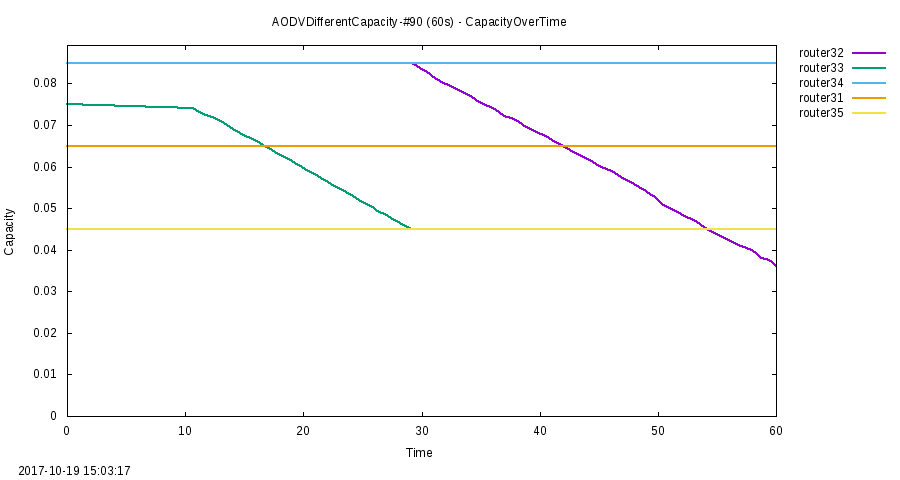 AODVDifferentCapacity-#90 (60s) - CapacityOverTime
router32
router33
router34
router31
router35
0.08
0.07
0.06
0.05
0.04
0.03
0.02
0.01
0
Capacity
0 10 20 30 40 50 60
Time
2017-10-19 15:03:17